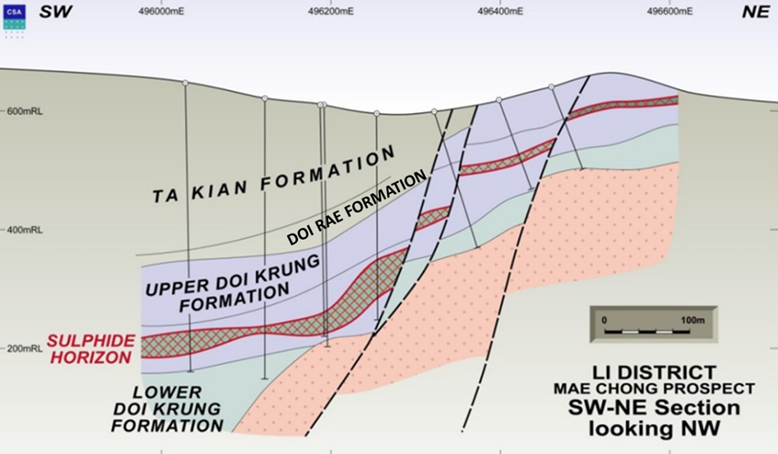 CSA
SW
496000mE
496200mE
496400mE
496600mE
NE
600mRL
TA KIAN FORMATION
DOI RAE FORMATION
400mRL
UPPER DOI KRUNG
FORMATION
SULPHIDE
HORIZON
200mRL
LOWER
DOI KRUNG
FORMATION
0
100m
LI DISTRICT
MAE CHONG PROSPECT
SW-NE Section
looking NW